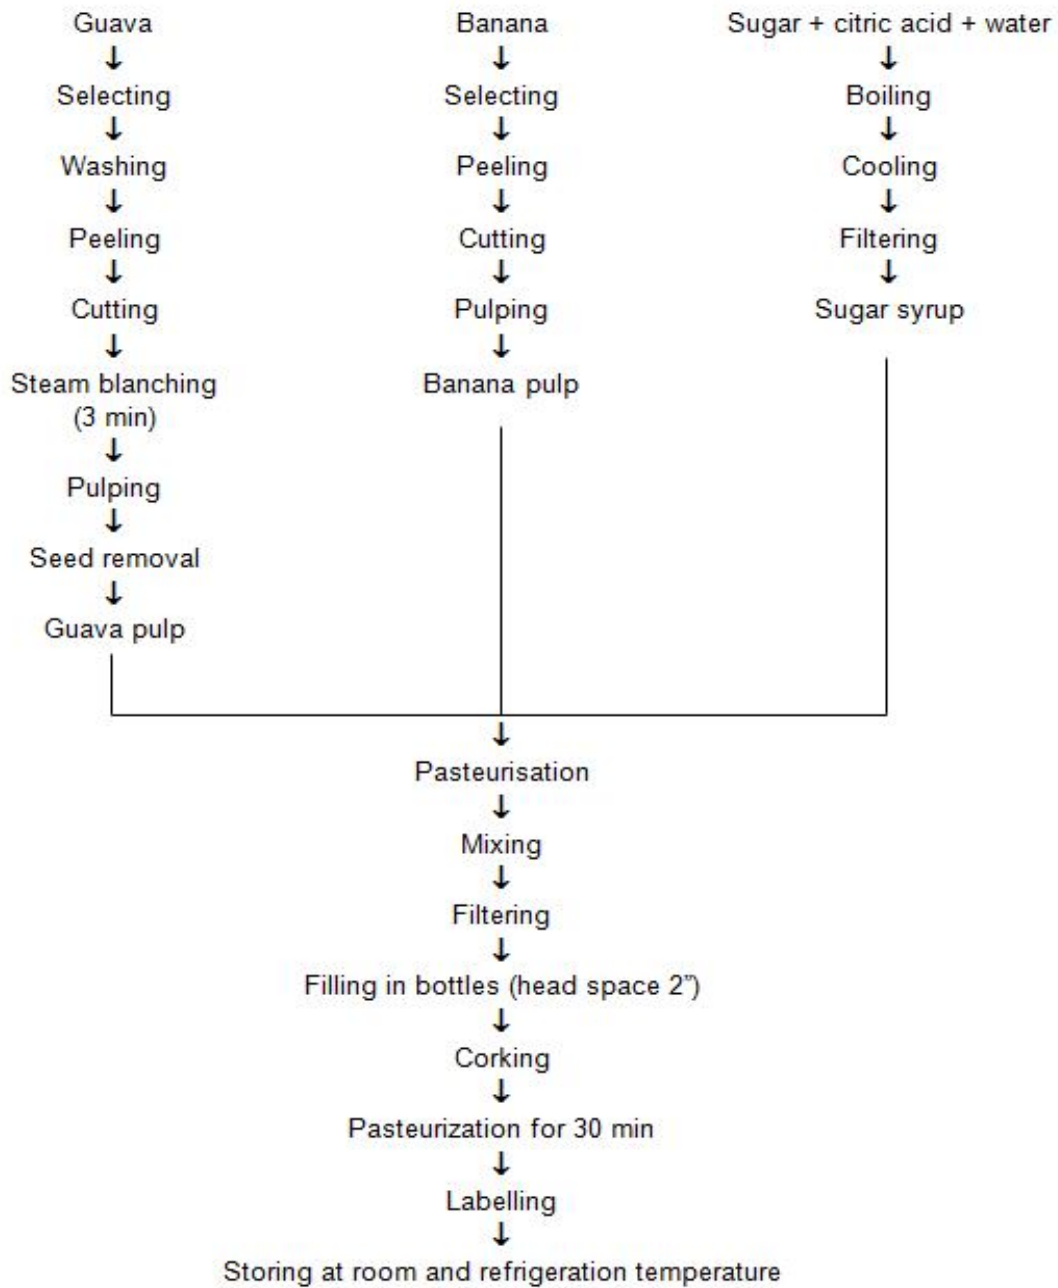 Guava
↓
Selecting
↓
Washing
↓
Peeling
↓
Cutting
↓
Steam blanching
(3 min)
↓
Pulping
↓
Seed removal
↓
Guava pulp
Banana
↓
Selecting
↓
Peeling
↓
Cutting
↓
Pulping
↓
Banana pulp
Sugar + citric acid + water
↓
Boiling
↓
Cooling
↓
Filtering
↓
Sugar syrup
↓
Pasteurisation
↓
Mixing
↓
Filtering
↓
Filling in bottles (head space 2”)
↓
Corking
↓
Pasteurization for 30 min
↓
Labelling
↓
Storing at room and refrigeration temperature